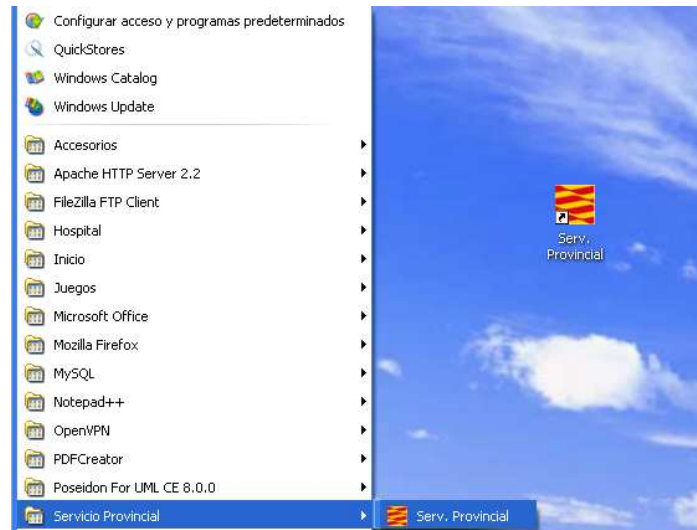 Configurar acceso y programas predeterminados
QuickStores
Windows Catalog
Windows Update
Accesorios
Apache HTTP Server 2.2
FileZilla FTP Client
Hospital
Inicio
Juegos
Microsoft Office
Mozilla Firefox
MySQL
Notepad++
OpenVPN
PDFCreator
Poseidon For UML CE 8.0.0
Servicio Provincial
Serv. Provincial
Serv.
Provincial